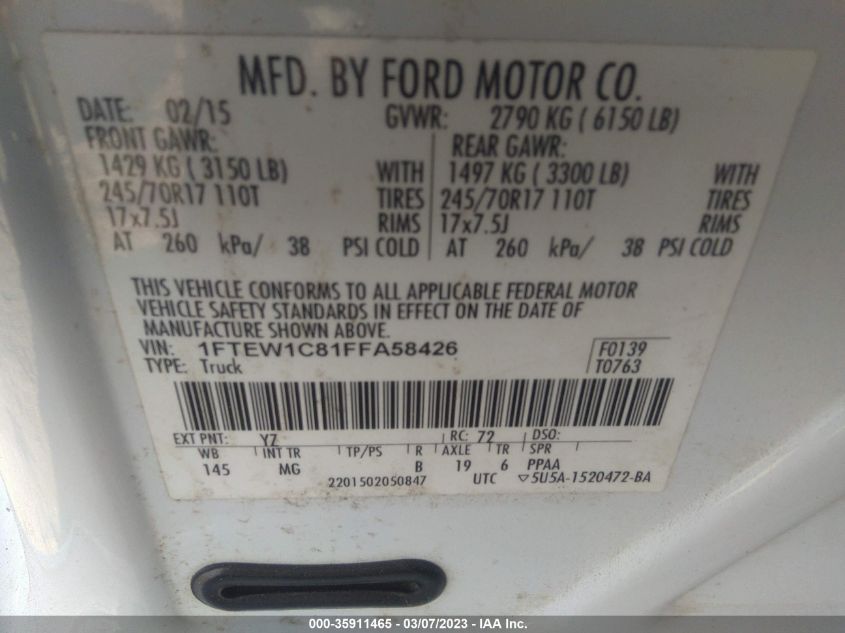 MFD. BY FORD MOTOR CO.
DATE: 02/15 GVWR: 2790 KG ( 6150 LB)
FRONT GAWR: REAR GAWR:
1429 KG ( 3150 LB) WITH 1497 KG ( 3300 LB) WITH
245/70R17 110T TIRES 245/70R17 110T TIRES
17x7.5J RIMS 17x7.5J RIMS
AT 260 kPa/ 38 PSI COLD AT 260 kPa/ 38 PSI COLD
THIS VEHICLE CONFORMS TO ALL APPLICABLE FEDERAL MOTOR
VEHICLE SAFETY STANDARDS IN EFFECT ON THE DATE OF
MANUFACTURE SHOWN ABOVE.
VIN: 1FTEW1C81FFA58426 F0139
TYPE: Truck T0763
EXT PNT: YZ RC: 72 DSO:
WB INT TR TP/PS R AXLE TR SPR
145 MG B 19 6 PPAA
2201502050847 UTC ▽5U5A-1520472-BA
000 - 35911465 - 03/07/2023 - IAA Inc.